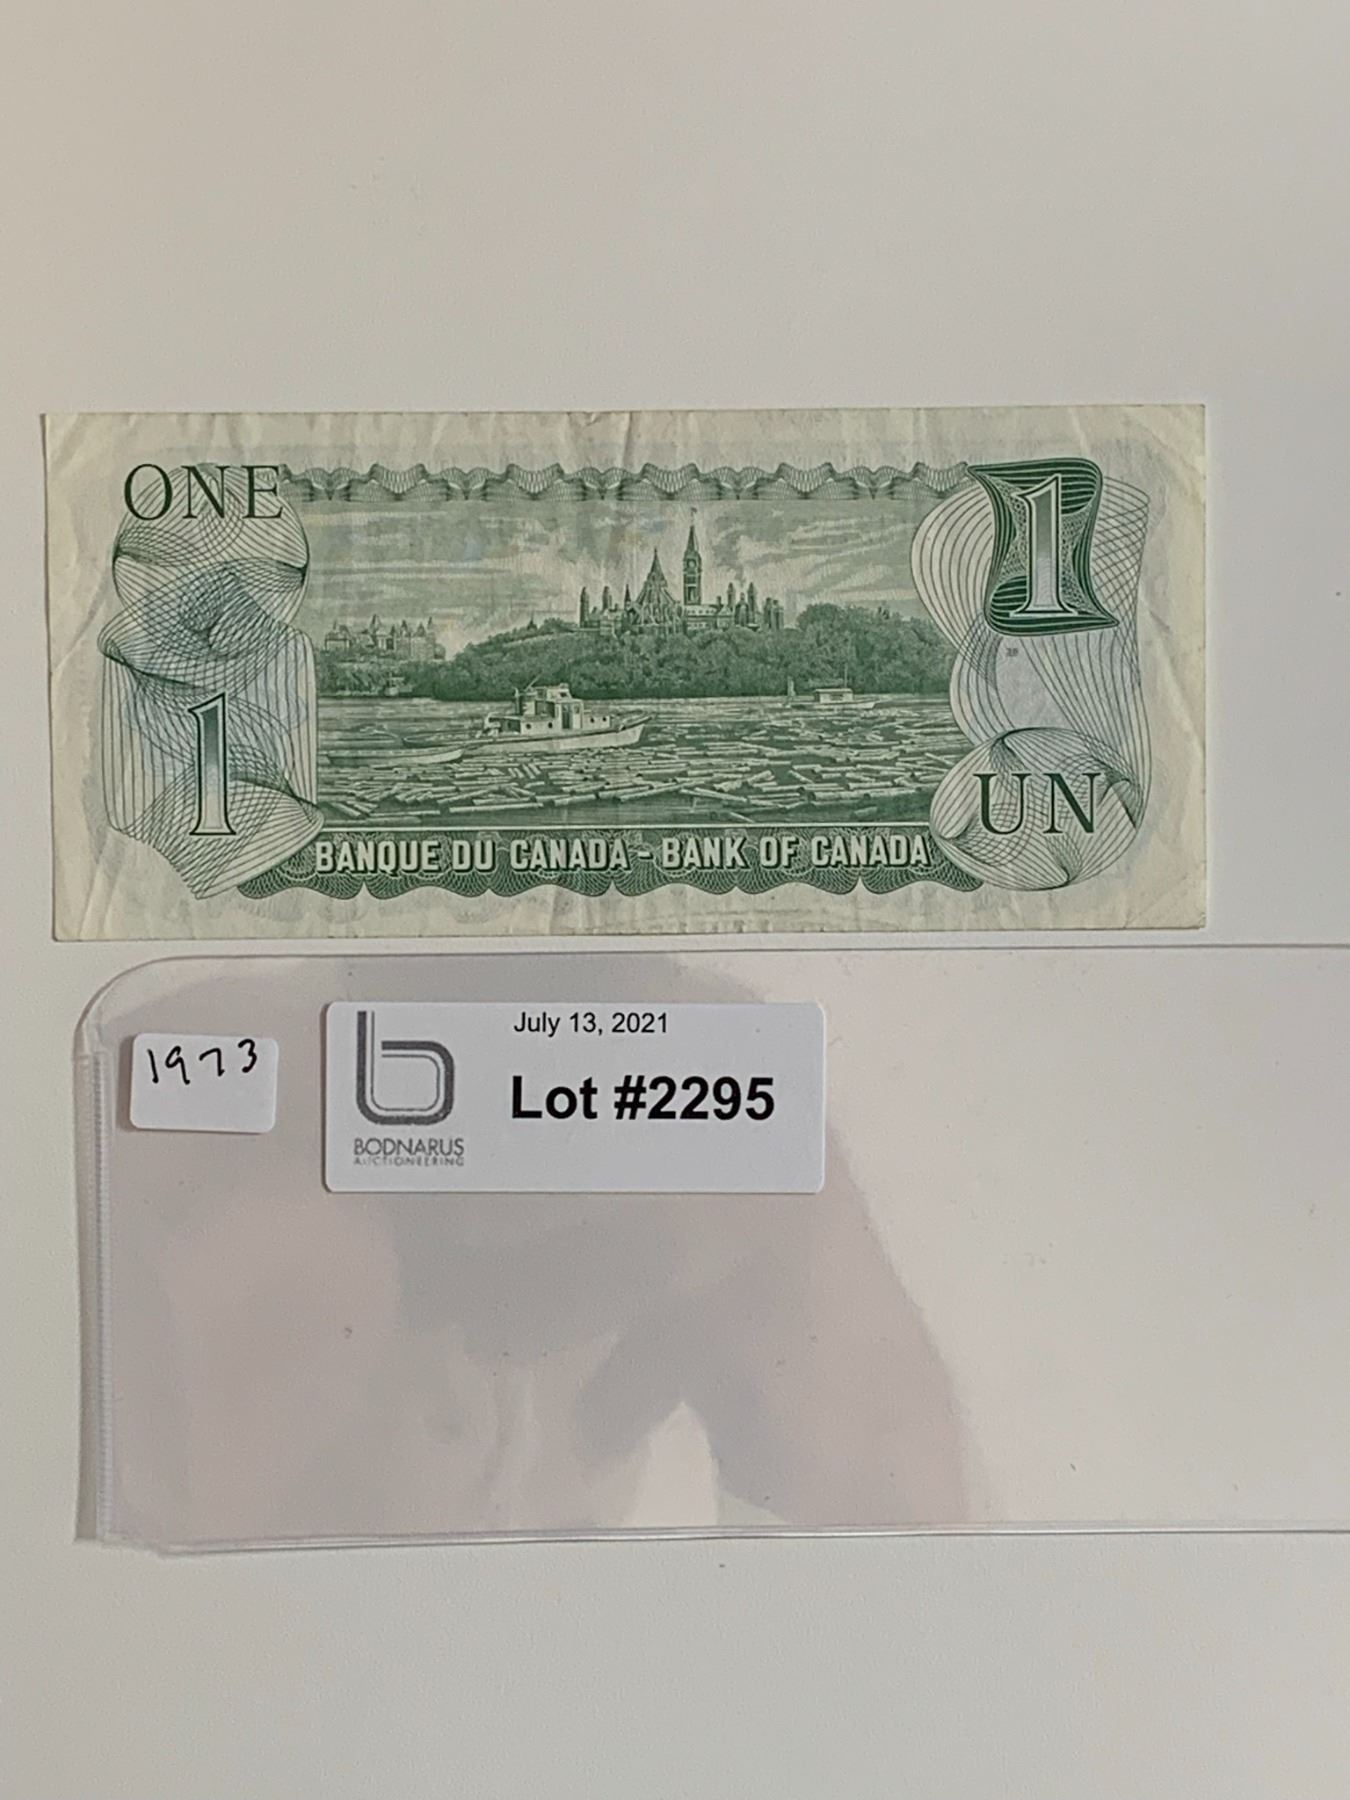 ONE
1
1
UN
BANQUE DU CANADA - BANK OF CANADA
1973
July 13, 2021
Lot #2295
BODNARUS
AUCTIONEERING